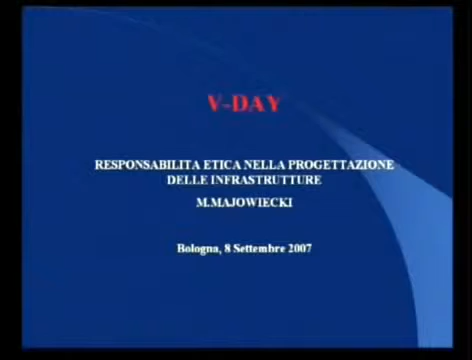 V-DAY
RESPONSABILITA ETICA NELLA PROGETTAZIONE
DELLE INFRASTRUTTURE
M.MAJOWIECKI
Bologna, 8 Settembre 2007